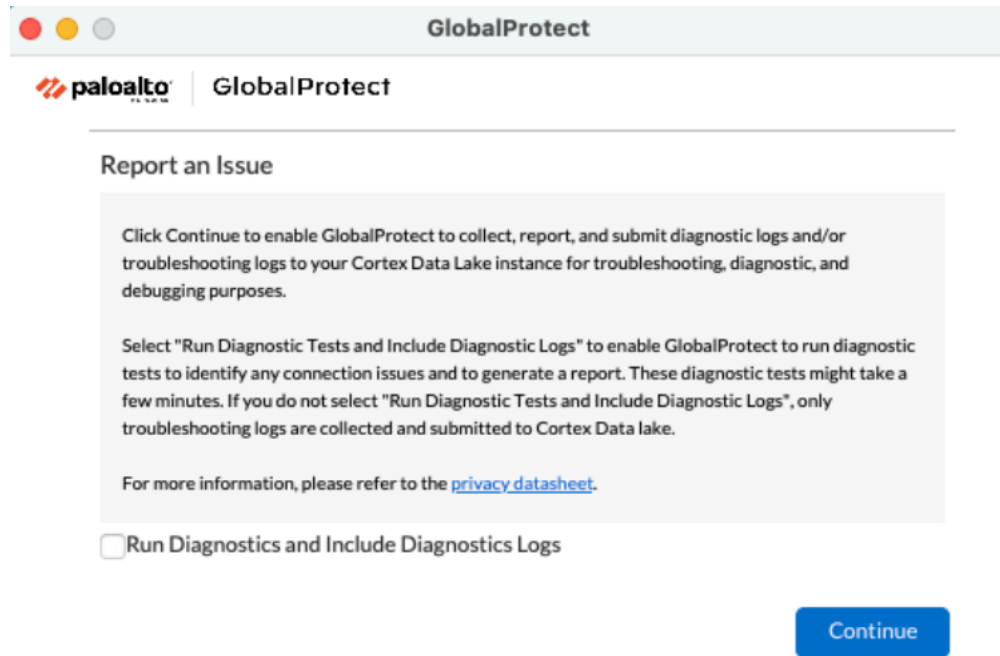 GlobalProtect
paloalto
GlobalProtect
Report an Issue
Click Continue to enable GlobalProtect to collect, report, and submit diagnostic logs and/or
troubleshooting logs to your Cortex Data Lake instance for troubleshooting, diagnostic, and
debugging purposes.
Select "Run Diagnostic Tests and Include Diagnostic Logs" to enable GlobalProtect to run diagnostic
tests to identify any connection issues and to generate a report. These diagnostic tests might take a
few minutes. If you do not select "Run Diagnostic Tests and Include Diagnostic Logs", only
troubleshooting logs are collected and submitted to Cortex Data lake.
For more information, please refer to the privacy datasheet.
Run Diagnostics and Include Diagnostics Logs
Continue